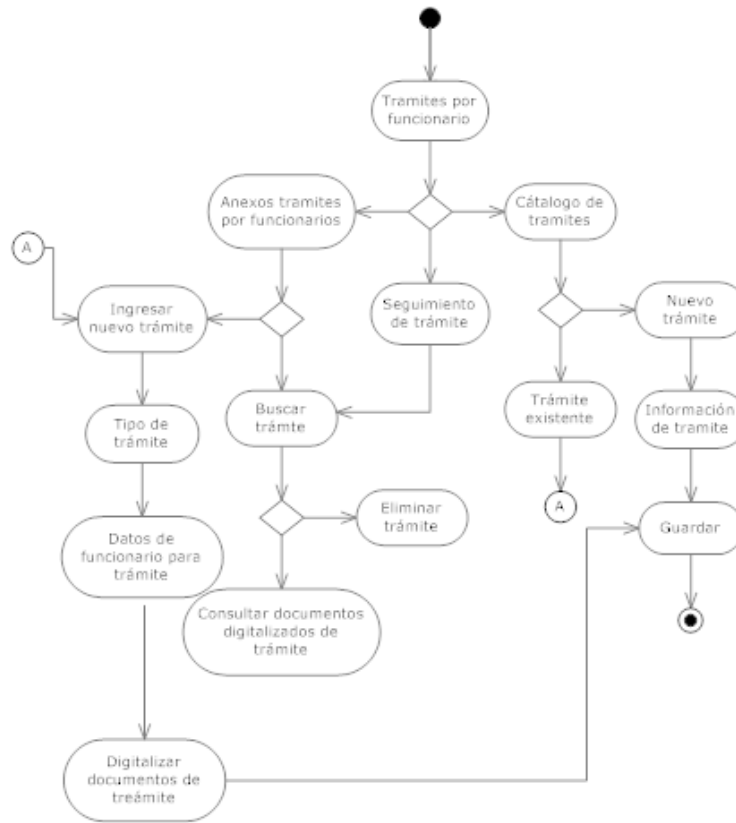 Tramites por
funcionario
Anexos tramites
por funcionarios
Cátalogo de
tramites
A
Ingresar
nuevo trámite
Seguimiento
de trámite
Nuevo
trámite
Tipo de
trámite
Buscar
trámte
Trámite
existente
Información
de tramite
A
Eliminar
trámite
Guardar
Datos de
funcionario para
trámite
Consultar documentos
digitalizados de
trámite
Digitalizar
documentos de
treámite